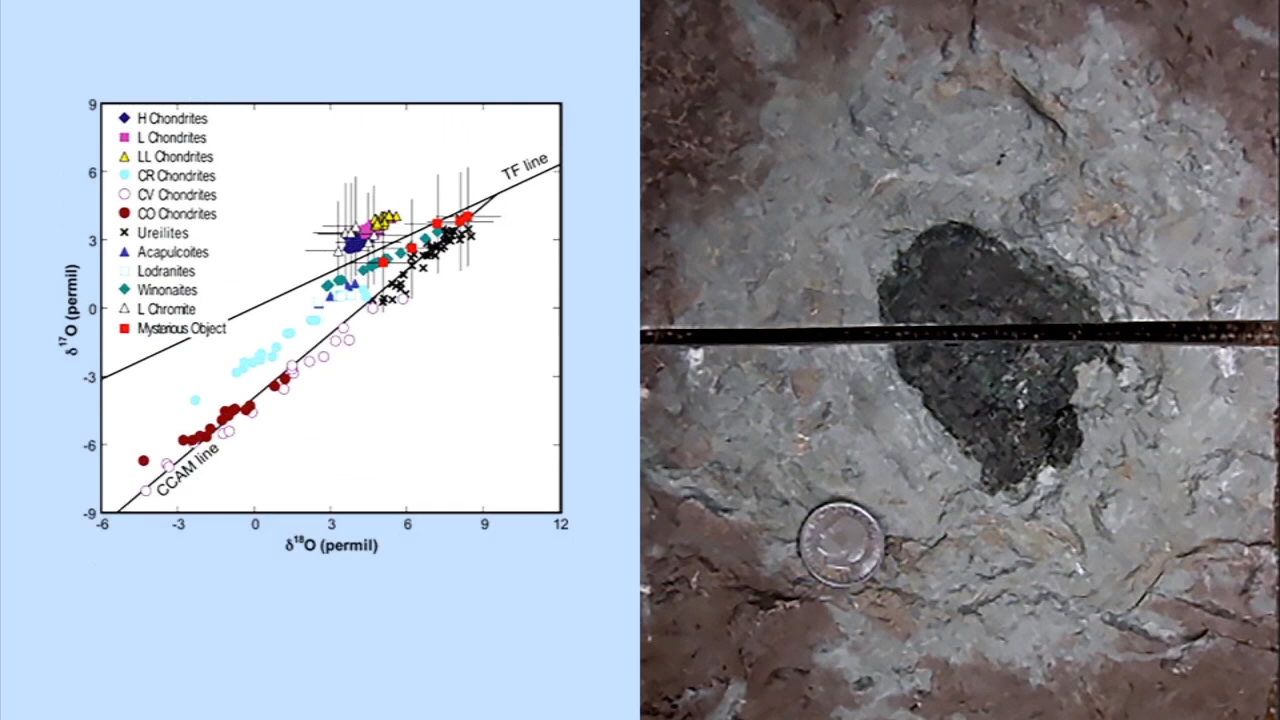 9
6
3
0
-3
-6
-9
H Chondrites
L Chondrites
LL Chondrites
CR Chondrites
CV Chondrites
CO Chondrites
Ureilites
Acapulcoites
Lodranites
Winonaites
L Chromite
Mysterious Object
TF line
CCAM line
δ¹⁷O (permil)
-6 -3 0 3 6 9 12
δ¹⁸O (permil)